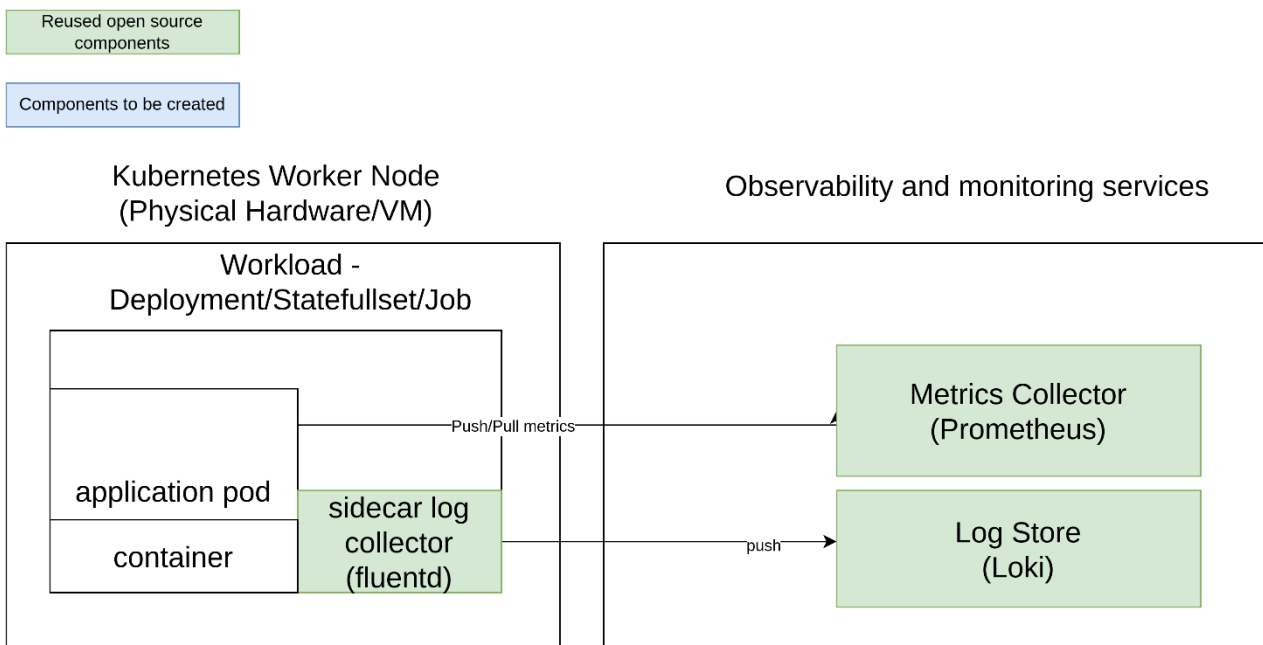 Reused open source
components
Components to be created
Kubernetes Worker Node
(Physical Hardware/VM)
Observability and monitoring services
Workload -
Deployment/Statefullset/Job
Push/Pull metrics
Metrics Collector
(Prometheus)
application pod
container
sidecar log
collector
(fluentd)
push
Log Store
(Loki)